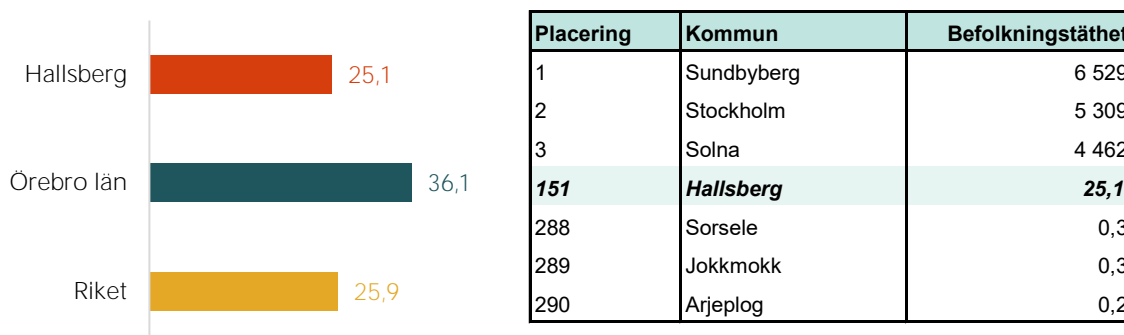 Hallsberg 25,1
Örebro län 36,1
Riket 25,9
Placering Kommun Befolkningstäthet
1 Sundbyberg 6 529
2 Stockholm 5 309
3 Solna 4 462
151 Hallsberg 25,1
288 Sorsele 0,3
289 Jokkmokk 0,3
290 Arjeplog 0,2